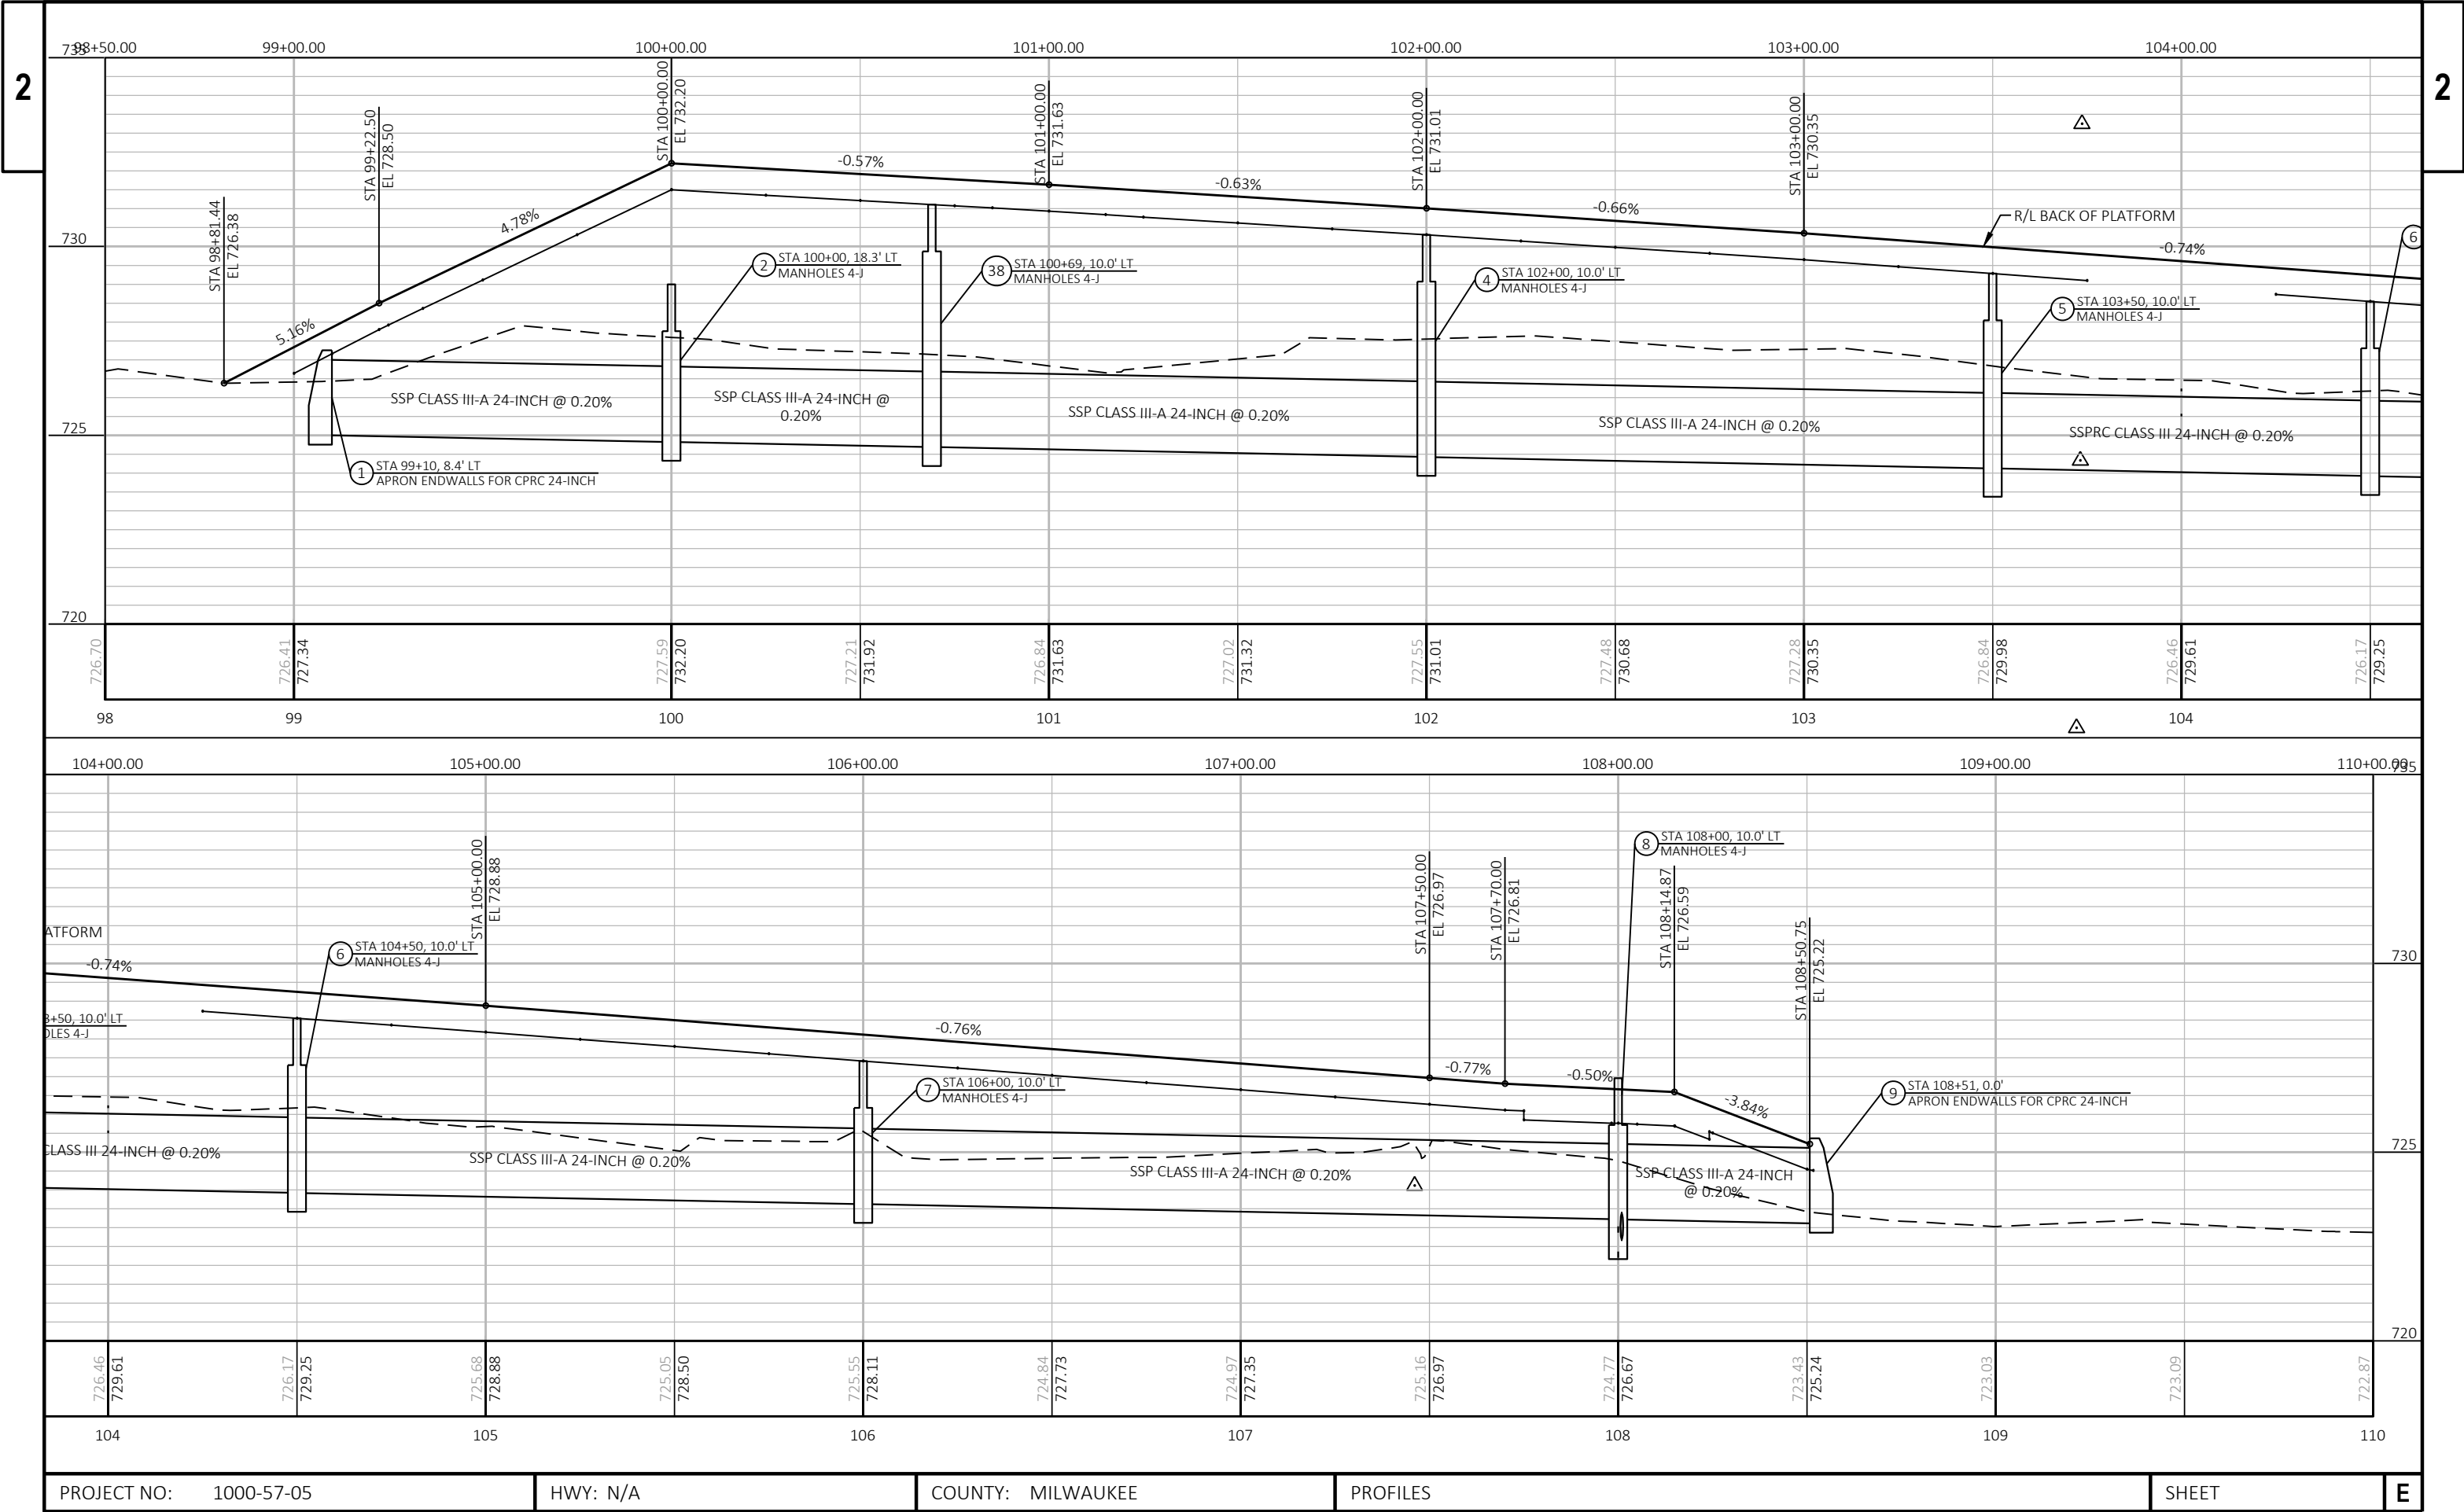 2
2
735
98+50.00
99+00.00
100+00.00
101+00.00
102+00.00
103+00.00
104+00.00
STA 98+81.44
EL 726.38
STA 99+22.50
EL 728.50
STA 100+00.00
EL 732.20
STA 101+00.00
EL 731.63
STA 102+00.00
EL 731.01
STA 103+00.00
EL 730.35
5.16%
4.78%
-0.57%
-0.63%
-0.66%
-0.74%
R/L BACK OF PLATFORM
730
725
720
1
STA 99+10, 8.4' LT
APRON ENDWALLS FOR CPRC 24-INCH
2
STA 100+00, 18.3' LT
MANHOLES 4-J
38
STA 100+69, 10.0' LT
MANHOLES 4-J
4
STA 102+00, 10.0' LT
MANHOLES 4-J
5
STA 103+50, 10.0' LT
MANHOLES 4-J
6
SSP CLASS III-A 24-INCH @ 0.20%
SSP CLASS III-A 24-INCH @
0.20%
SSP CLASS III-A 24-INCH @ 0.20%
SSP CLASS III-A 24-INCH @ 0.20%
SSPRC CLASS III 24-INCH @ 0.20%
726.70
726.41
727.34
727.59
732.20
727.21
731.92
726.84
731.63
727.02
731.32
727.55
731.01
727.48
730.68
727.28
730.35
726.84
729.98
726.46
729.61
726.17
729.25
98
99
100
101
102
103
104
104+00.00
105+00.00
106+00.00
107+00.00
108+00.00
109+00.00
110+00.00
735
STA 105+00.00
EL 728.88
STA 107+50.00
EL 726.97
STA 107+70.00
EL 726.81
STA 108+14.87
EL 726.59
STA 108+50.75
EL 725.22
ATFORM
-0.74%
-0.76%
-0.77%
-0.50%
-3.84%
730
725
720
3+50, 10.0' LT
OLES 4-J
6
STA 104+50, 10.0' LT
MANHOLES 4-J
7
STA 106+00, 10.0' LT
MANHOLES 4-J
8
STA 108+00, 10.0' LT
MANHOLES 4-J
9
STA 108+51, 0.0'
APRON ENDWALLS FOR CPRC 24-INCH
CLASS III 24-INCH @ 0.20%
SSP CLASS III-A 24-INCH @ 0.20%
SSP CLASS III-A 24-INCH @ 0.20%
SSP CLASS III-A 24-INCH
@ 0.20%
726.46
729.61
726.17
729.25
725.68
728.88
725.05
728.50
725.55
728.11
724.84
727.73
724.97
727.35
725.16
726.97
724.77
726.67
723.43
725.24
723.03
723.09
722.87
104
105
106
107
108
109
110
PROJECT NO: 1000-57-05
HWY: N/A
COUNTY: MILWAUKEE
PROFILES
SHEET
E